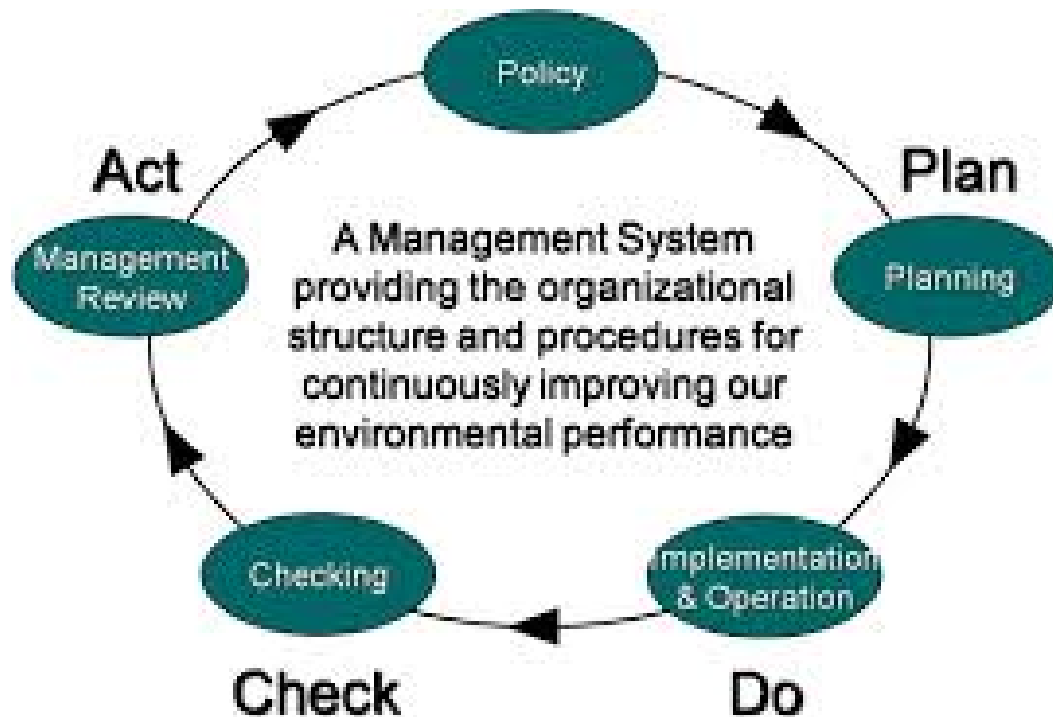 Policy
Act
Plan
Management
Review
A Management System
providing the organizational
structure and procedures for
continuously improving our
environmental performance
Planning
Checking
Implementation
& Operation
Check
Do